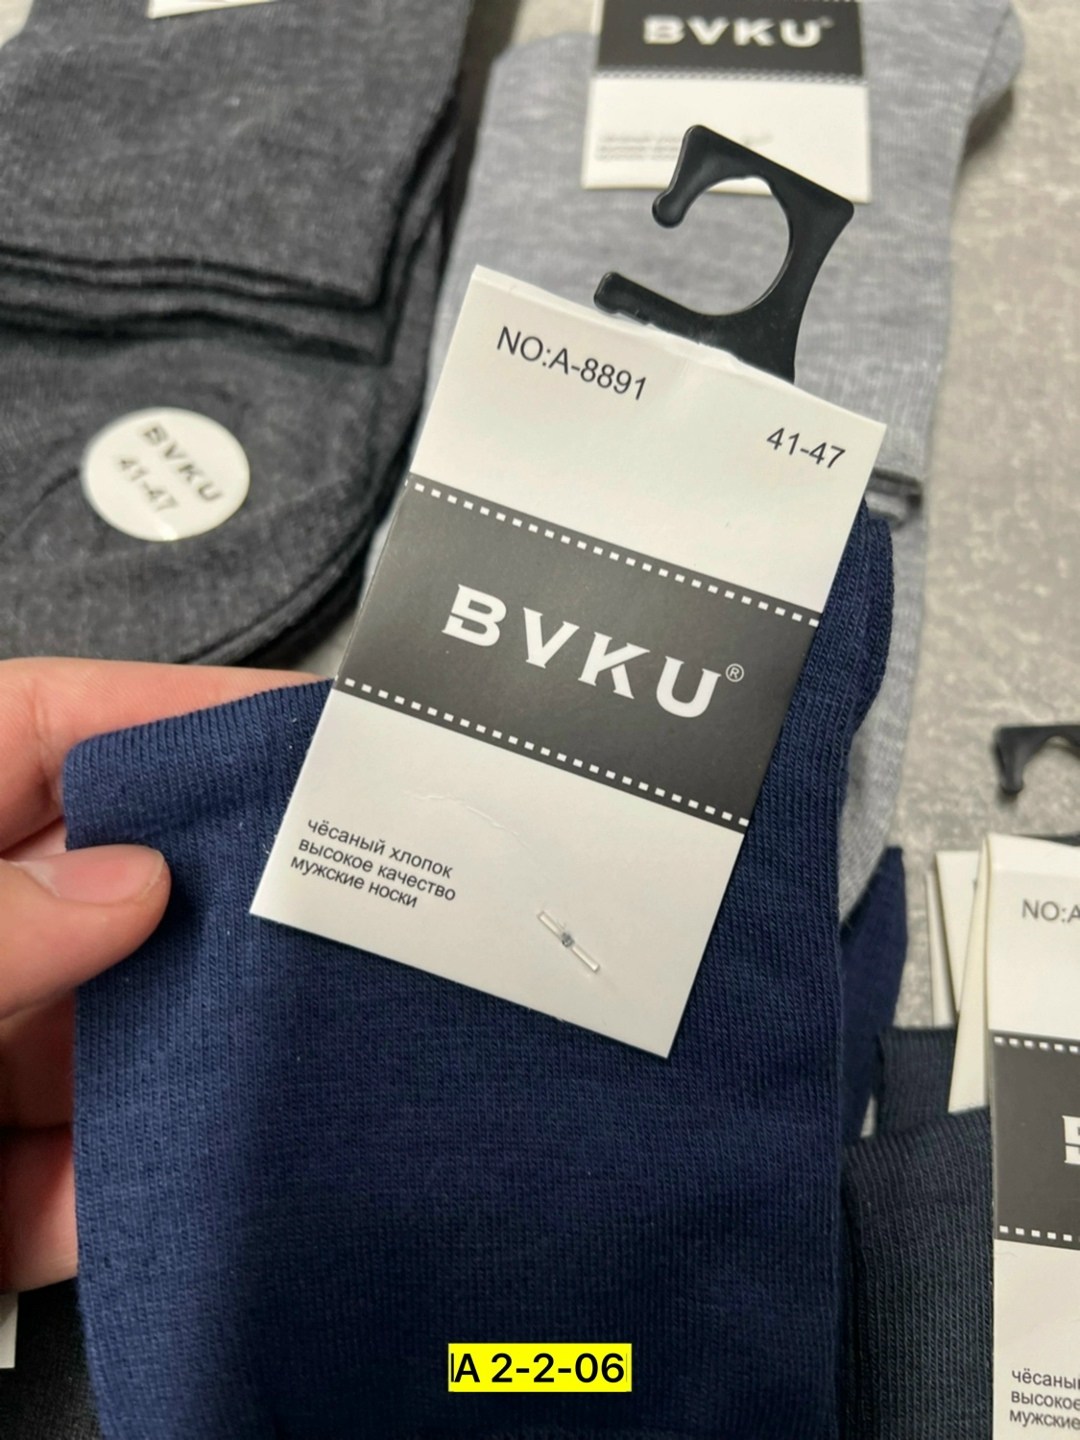 BVKU
NO:A-8891
41-47
BVKU
41-47
BVKU®
чёсаный хлопок
высокое качество
мужские носки
NO:A
чёсаны
высокое
мужские
A 2-2-06